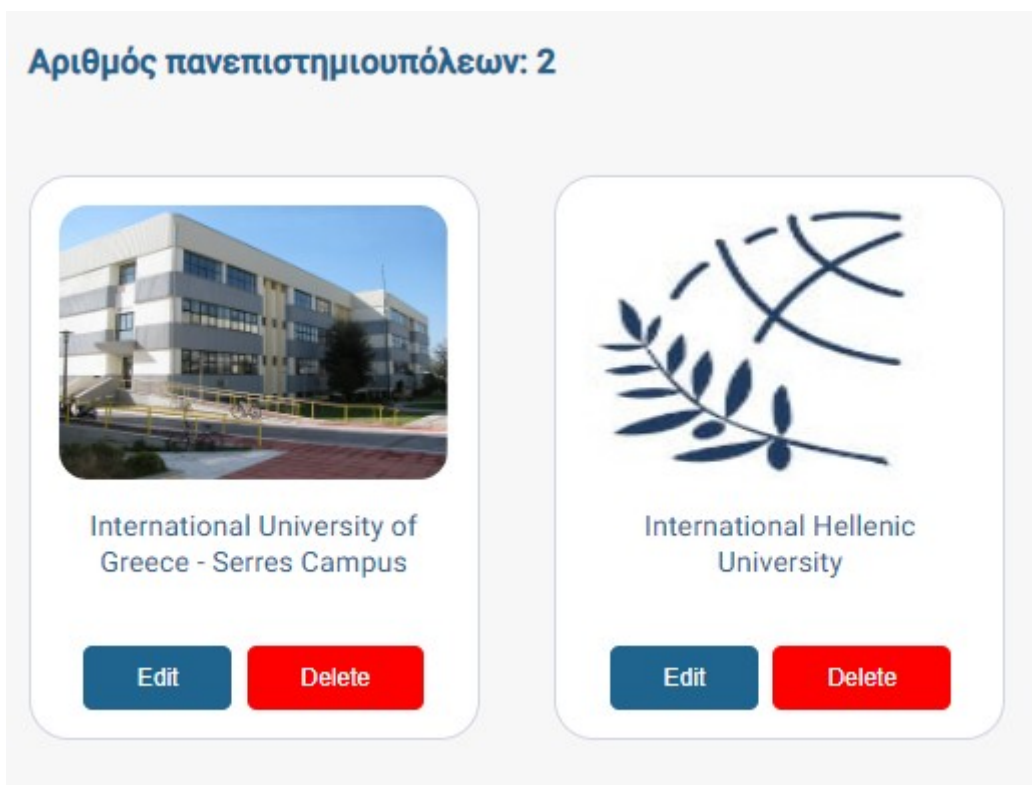 Αριθμός πανεπιστημιουπόλεων: 2
International University of
Greece - Serres Campus
Edit
Delete
International Hellenic
University
Edit
Delete